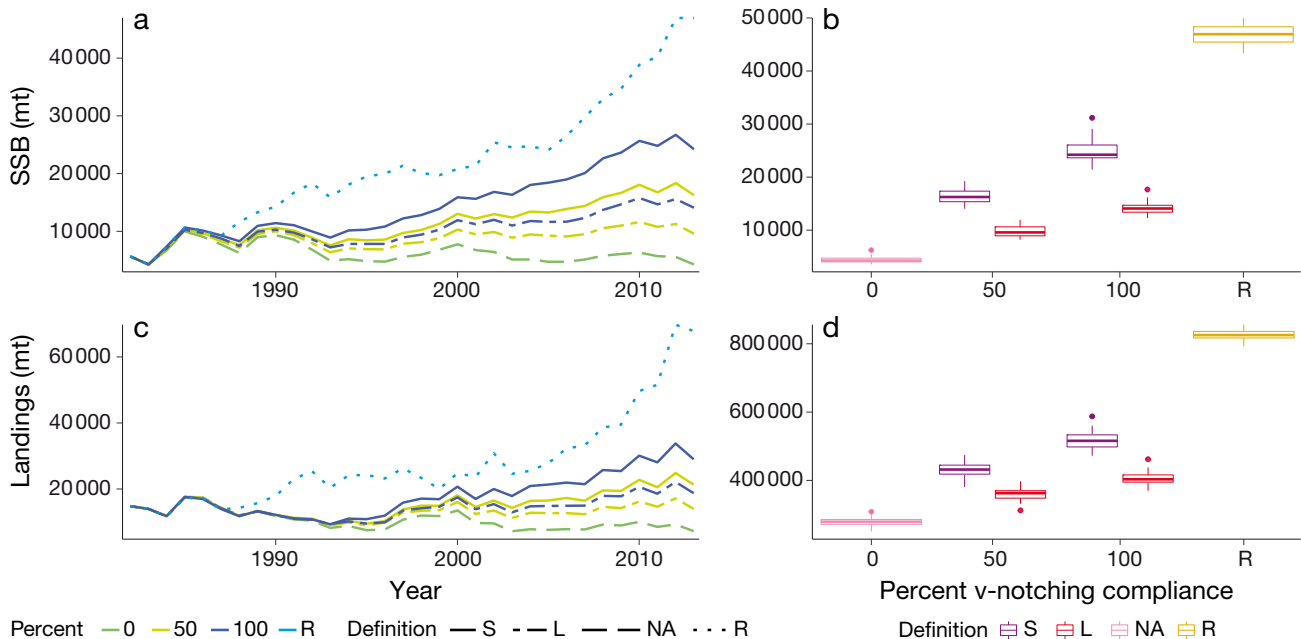 a
SSB (mt)
40 000
30 000
20 000
10 000
1990
2000
2010
b
50 000
40 000
30 000
20 000
10 000
0
50
100
R
c
Landings (mt)
60 000
40 000
20 000
1990
2000
2010
Year
d
800 000
600 000
400 000
0
50
100
R
Percent v-notching compliance
Percent 0 50 100 R Definition S L NA R
Definition S L NA R